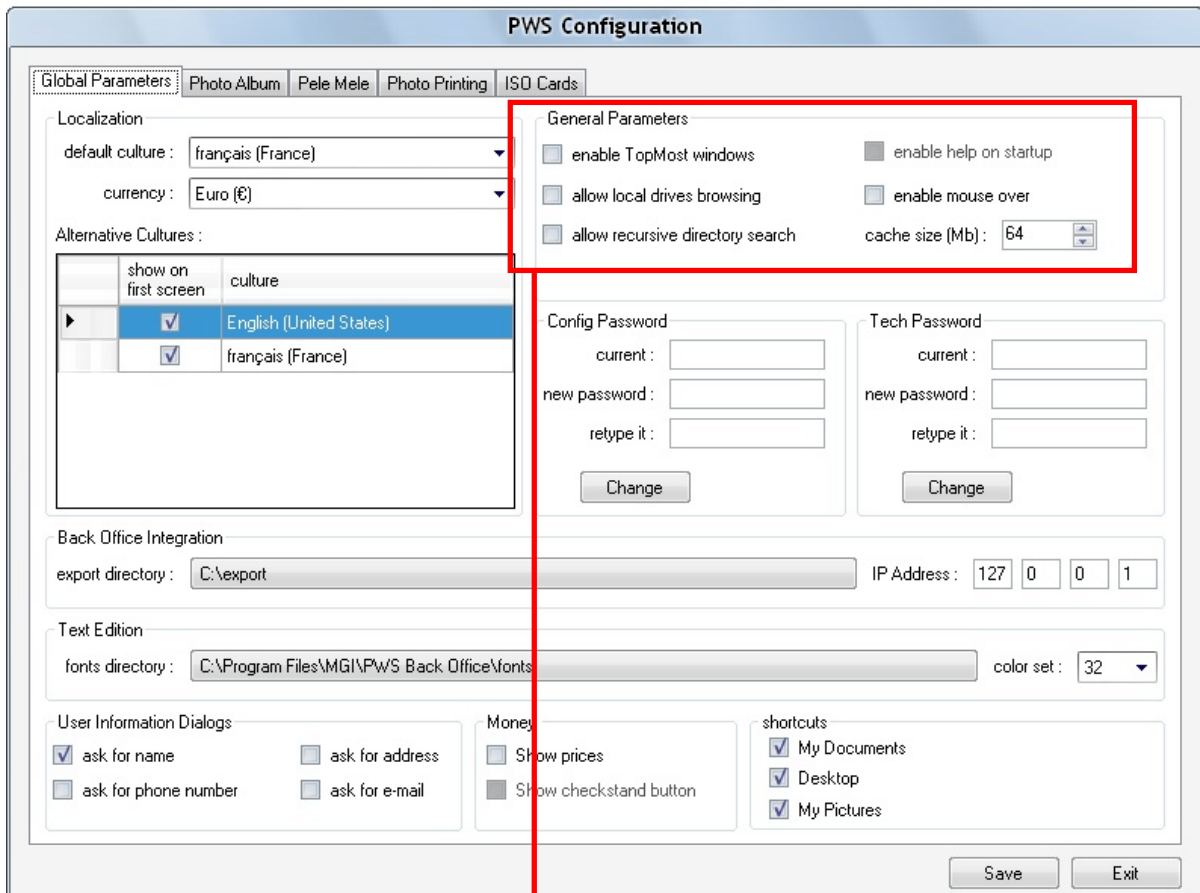 PWS Configuration
Global Parameters
Photo Album
Pele Mele
Photo Printing
ISO Cards
Localization
default culture :
français (France)
currency :
Euro (€)
Alternative Cultures :
show on
first screen
culture
English (United States)
français (France)
General Parameters
enable TopMost windows
enable help on startup
allow local drives browsing
enable mouse over
allow recursive directory search
cache size (Mb) :
64
Config Password
current :
new password :
retype it :
Change
Tech Password
current :
new password :
retype it :
Change
Back Office Integration
export directory :
C:\export
IP Address :
127
0
0
1
Text Edition
fonts directory :
C:\Program Files\MGI\PWS Back Office\fonts
color set :
32
User Information Dialogs
ask for name
ask for address
ask for phone number
ask for e-mail
Money
Show prices
Show checkstand button
shortcuts
My Documents
Desktop
My Pictures
Save
Exit